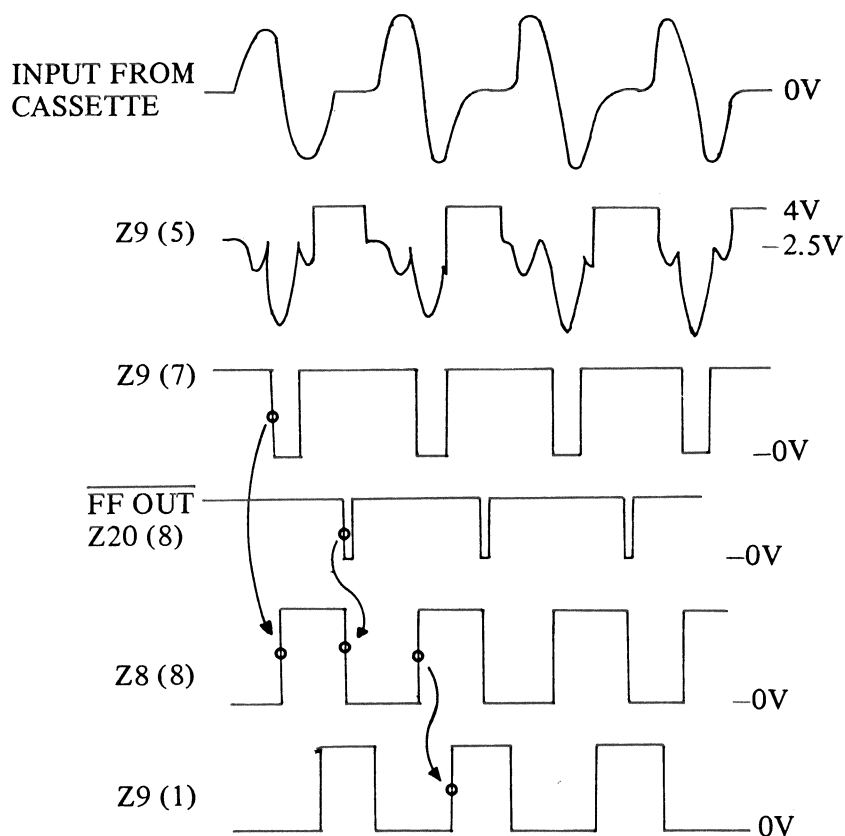 INPUT FROM
CASSETTE
0V
Z9 (5)
4V
–2.5V
Z9 (7)
–0V
FF OUT
Z20 (8)
–0V
Z8 (8)
–0V
Z9 (1)
0V